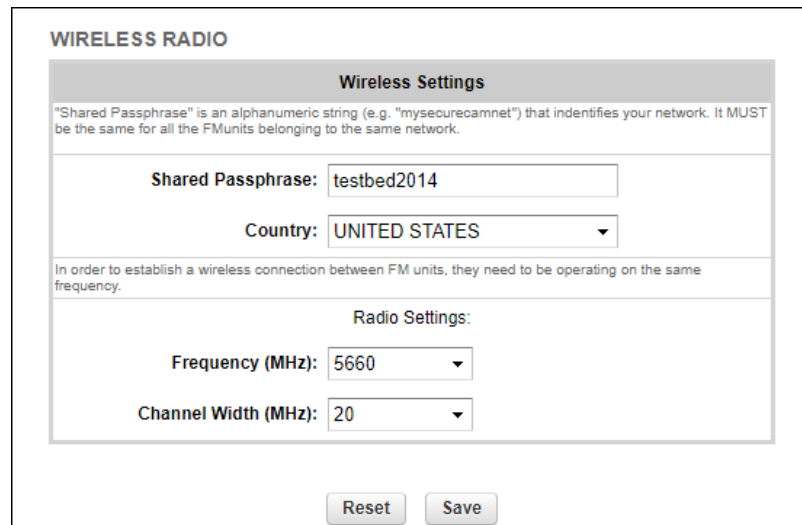 WIRELESS RADIO
Wireless Settings
"Shared Passphrase" is an alphanumeric string (e.g. "mysecurecamnet") that indentifies your network. It MUST
be the same for all the FMunits belonging to the same network.
Shared Passphrase: testbed2014
Country: UNITED STATES
In order to establish a wireless connection between FM units, they need to be operating on the same
frequency.
Radio Settings:
Frequency (MHz): 5660
Channel Width (MHz): 20
Reset Save